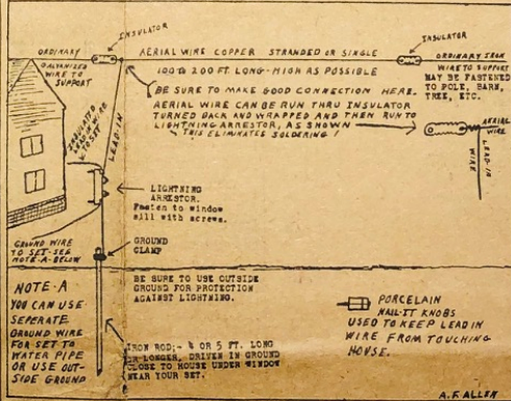 INSULATOR
INSULATOR
ORDINARY
GALVANIZED
WIRE TO
SUPPORT
AERIAL WIRE COPPER STRANDED OR SINGLE
100 to 200 FT. LONG-HIGH AS POSSIBLE
ORDINARY IRON
WIRE TO SUPPORT
MAY BE FASTENED
TO POLE, BARN,
TREE, ETC.
BE SURE TO MAKE GOOD CONNECTION HERE.
AERIAL WIRE CAN BE RUN THRU INSULATOR
TURNED BACK AND WRAPPED AND THEN RUN TO
LIGHTNING ARRESTOR, AS SHOWN
THIS ELIMINATES SOLDERING!
AERIAL
WIRE
LEAD-IN
WIRE
INSULATED
LEAD IN WIRE
TO SET
LEAD-IN
LIGHTNING
ARRESTOR.
Fasten to window
sill with screws.
GROUND WIRE
TO SET-SEE
NOTE-A-BELOW
GROUND
CLAMP
BE SURE TO USE OUTSIDE
GROUND FOR PROTECTION
AGAINST LIGHTNING.
NOTE-A
YOU CAN USE
SEPERATE
GROUND WIRE
FOR SET TO
WATER PIPE
OR USE OUT-
SIDE GROUND
IRON ROD;- 4 OR 5 FT. LONG
OR LONGER, DRIVEN IN GROUND
CLOSE TO HOUSE UNDER WINDOW
NEAR YOUR SET.
PORCELAIN
NAIL-IT KNOBS
USED TO KEEP LEAD IN
WIRE FROM TOUCHING
HOUSE.
A.F. ALLEN